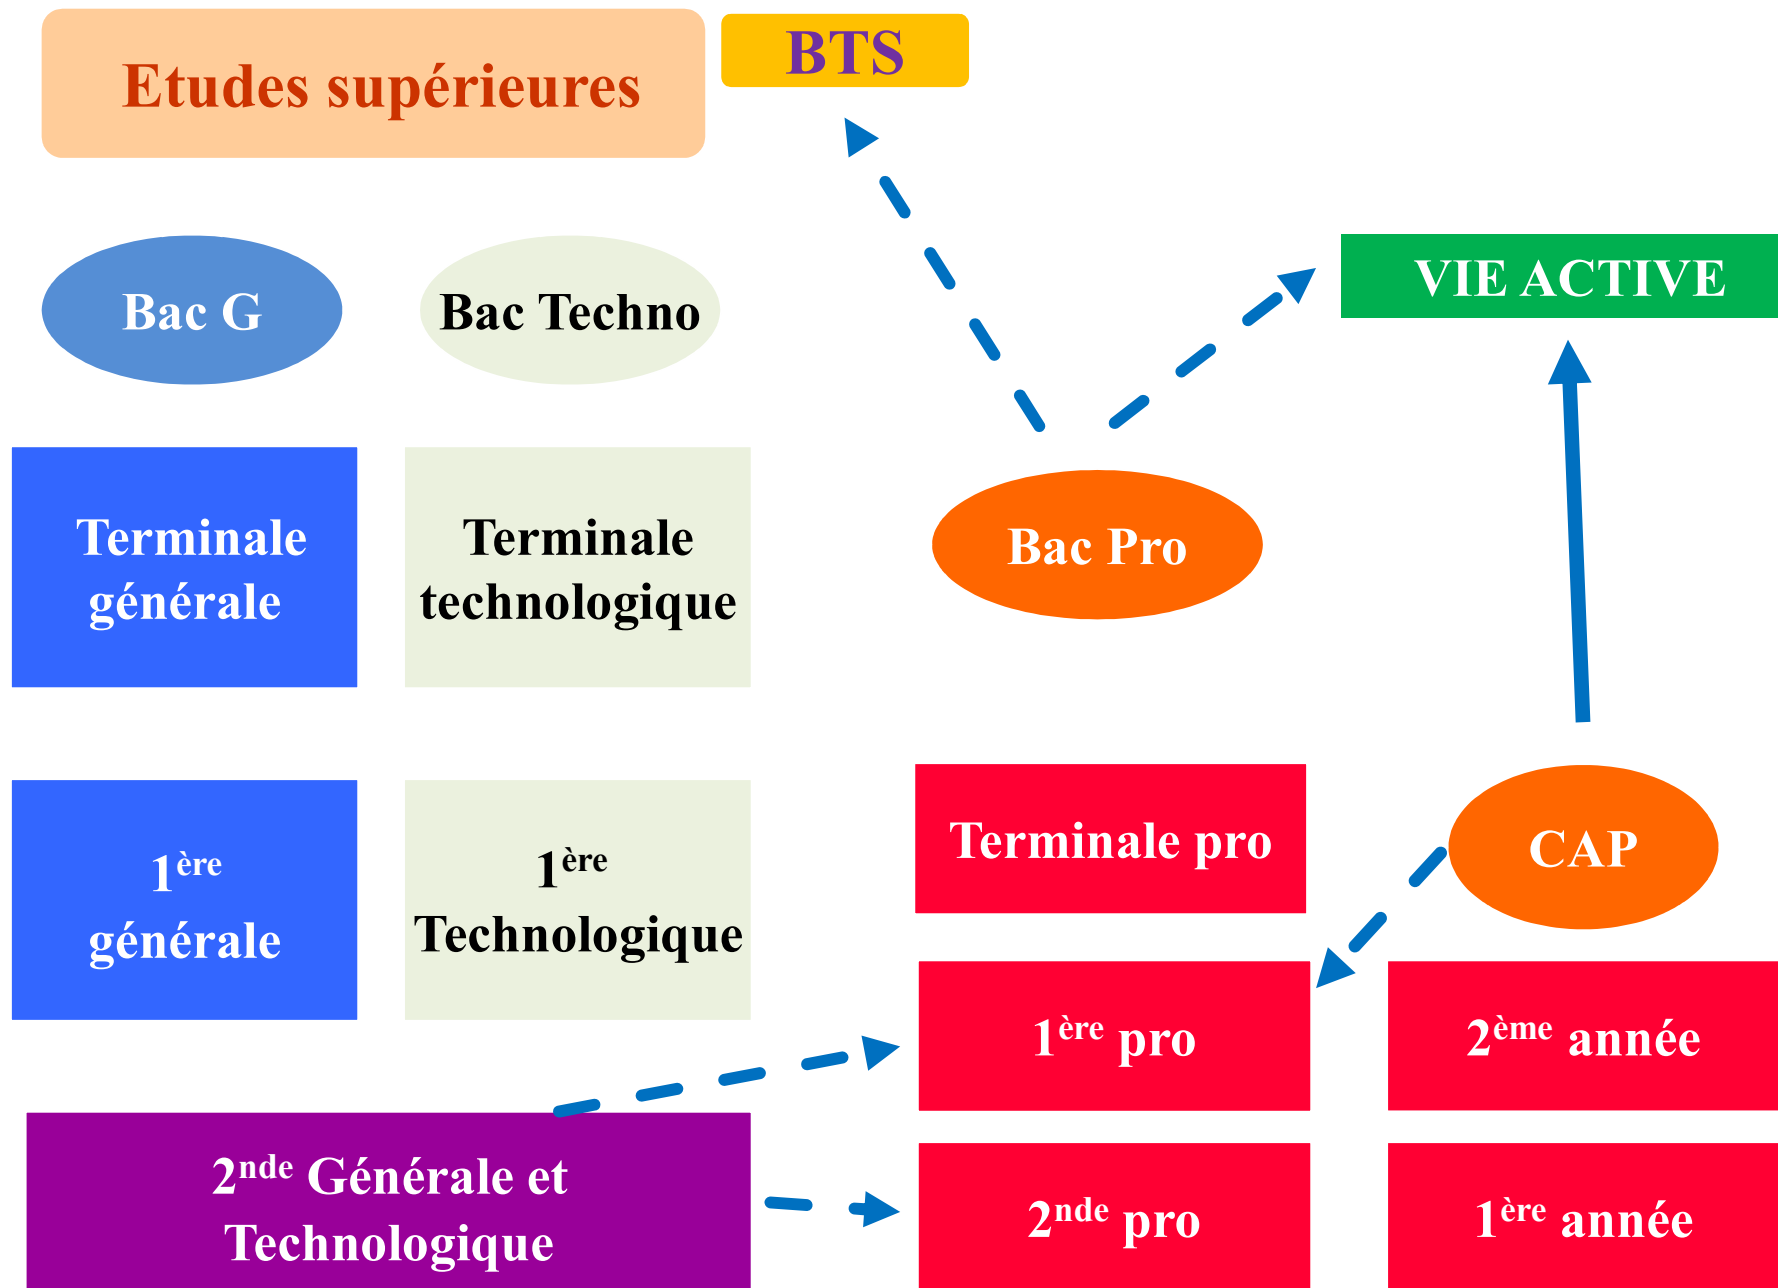 Etudes supérieures
BTS
VIE ACTIVE
Bac G
Bac Techno
Terminale
générale
Terminale
technologique
Bac Pro
Terminale pro
CAP
1ère
générale
1ère
Technologique
1ère pro
2ème année
2nde Générale et
Technologique
2nde pro
1ère année